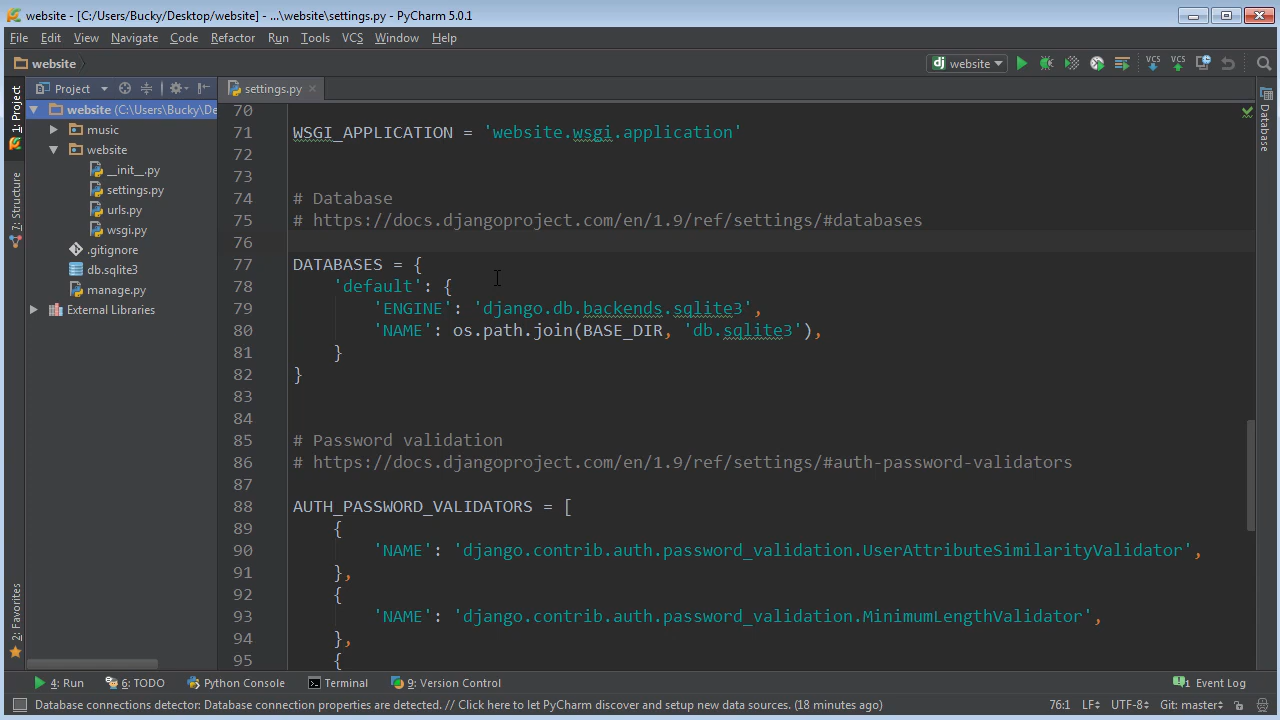 website - [C:/Users/Bucky/Desktop/website] - ...\website\settings.py - PyCharm 5.0.1
File Edit View Navigate Code Refactor Run Tools VCS Window Help
website
dj website
VCS VCS
1: Project
7: Structure
2: Favorites
Project
website (C:\Users\Bucky\De
music
website
__init__.py
settings.py
urls.py
wsgi.py
.gitignore
db.sqlite3
manage.py
External Libraries
settings.py
70
71 WSGI_APPLICATION = 'website.wsgi.application'
72
73
74 # Database
75 # https://docs.djangoproject.com/en/1.9/ref/settings/#databases
76
77 DATABASES = {
78     'default': {
79         'ENGINE': 'django.db.backends.sqlite3',
80         'NAME': os.path.join(BASE_DIR, 'db.sqlite3'),
81     }
82 }
83
84
85 # Password validation
86 # https://docs.djangoproject.com/en/1.9/ref/settings/#auth-password-validators
87
88 AUTH_PASSWORD_VALIDATORS = [
89     {
90         'NAME': 'django.contrib.auth.password_validation.UserAttributeSimilarityValidator',
91     },
92     {
93         'NAME': 'django.contrib.auth.password_validation.MinimumLengthValidator',
94     },
95     {
Database
4: Run 6: TODO Python Console Terminal 9: Version Control 1 Event Log
Database connections detector: Database connection properties are detected. // Click here to let PyCharm discover and setup new data sources. (18 minutes ago) 76:1 LF UTF-8 Git: master